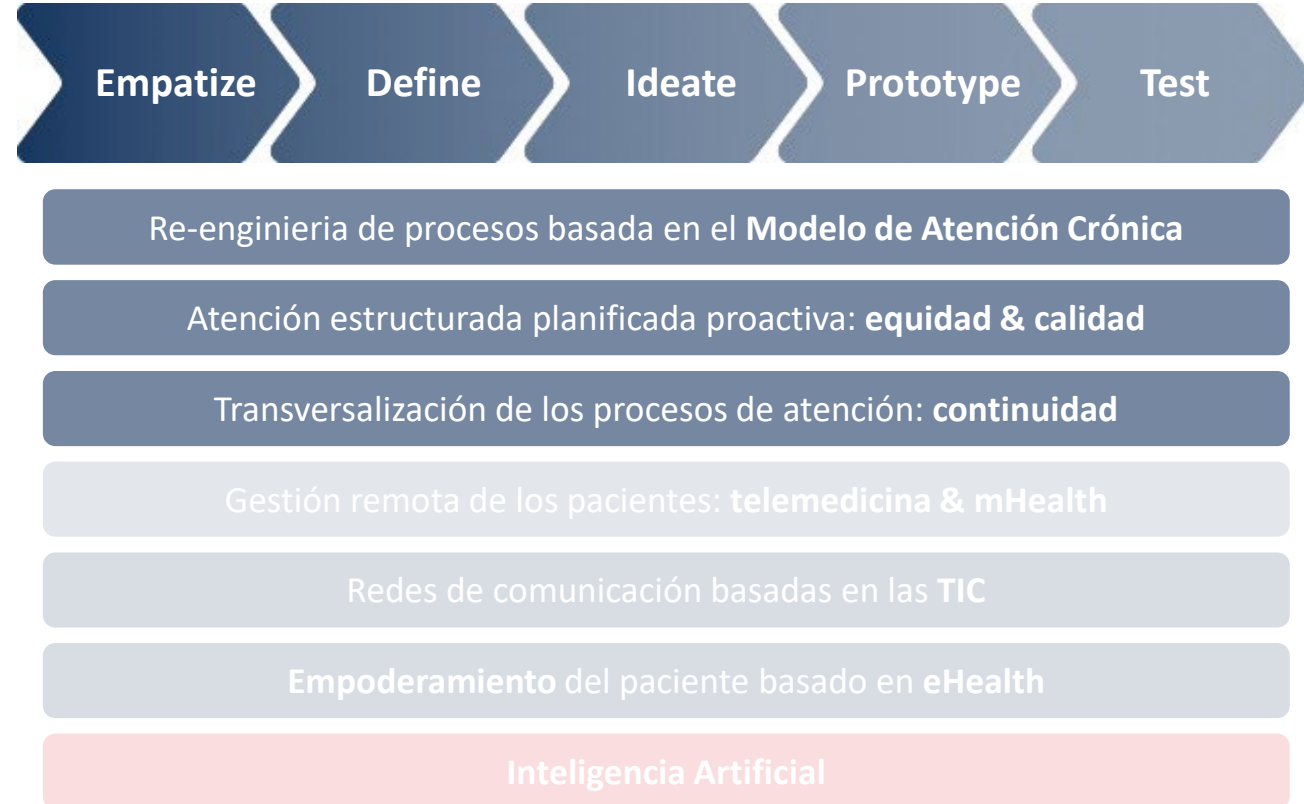 Empatize
Define
Ideate
Prototype
Test
Re-enginieria de procesos basada en el Modelo de Atención Crónica
Atención estructurada planificada proactiva: equidad & calidad
Transversalización de los procesos de atención: continuidad
Gestión remota de los pacientes: telemedicina & mHealth
Redes de comunicación basadas en las TIC
Empoderamiento del paciente basado en eHealth
Inteligencia Artificial